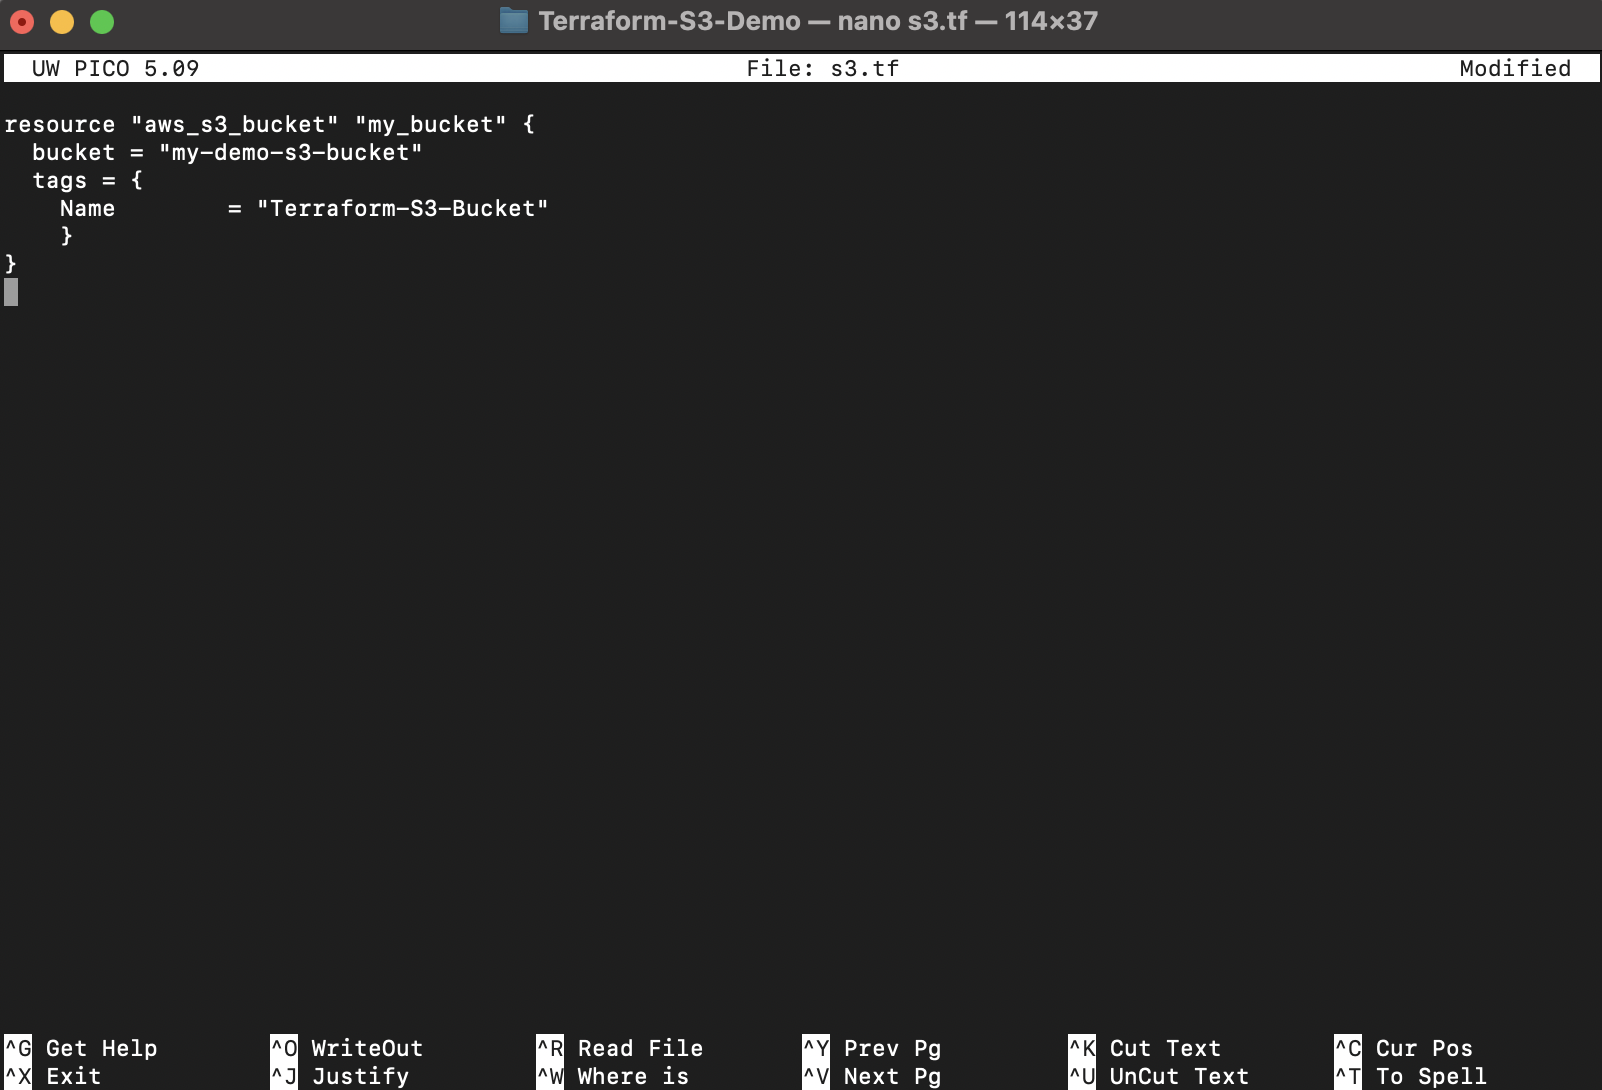 Terraform-S3-Demo — nano s3.tf — 114×37
UW PICO 5.09 File: s3.tf Modified
resource "aws_s3_bucket" "my_bucket" {
  bucket = "my-demo-s3-bucket"
  tags = {
    Name        = "Terraform-S3-Bucket"
    }
}
^G Get Help ^O WriteOut ^R Read File ^Y Prev Pg ^K Cut Text ^C Cur Pos
^X Exit ^J Justify ^W Where is ^V Next Pg ^U UnCut Text ^T To Spell